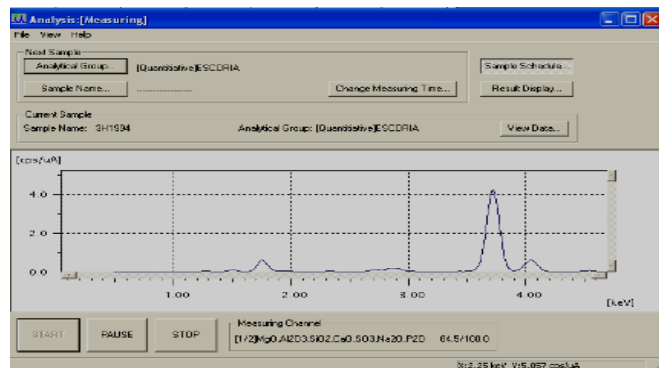 Analysis:[Measuring]
File View Help
Next Sample
Analytical Group... [Quantitative]ESCORIA Sample Schedule...
Sample Name... -------------------- Change Measuring Time... Result Display...
Current Sample
Sample Name: 3H1994 Analytical Group: [Quantitative]ESCORIA View Data...
[cps/uA]
4.0
2.0
0.0
1.00 2.00 3.00 4.00
[keV]
START PAUSE STOP
Measuring Channel
[1/2]MgO,Al2O3,SiO2,CaO,SO3,Na2O,P2O 64.5/100.0
X:2.25 keV Y:5.057 cps/uA